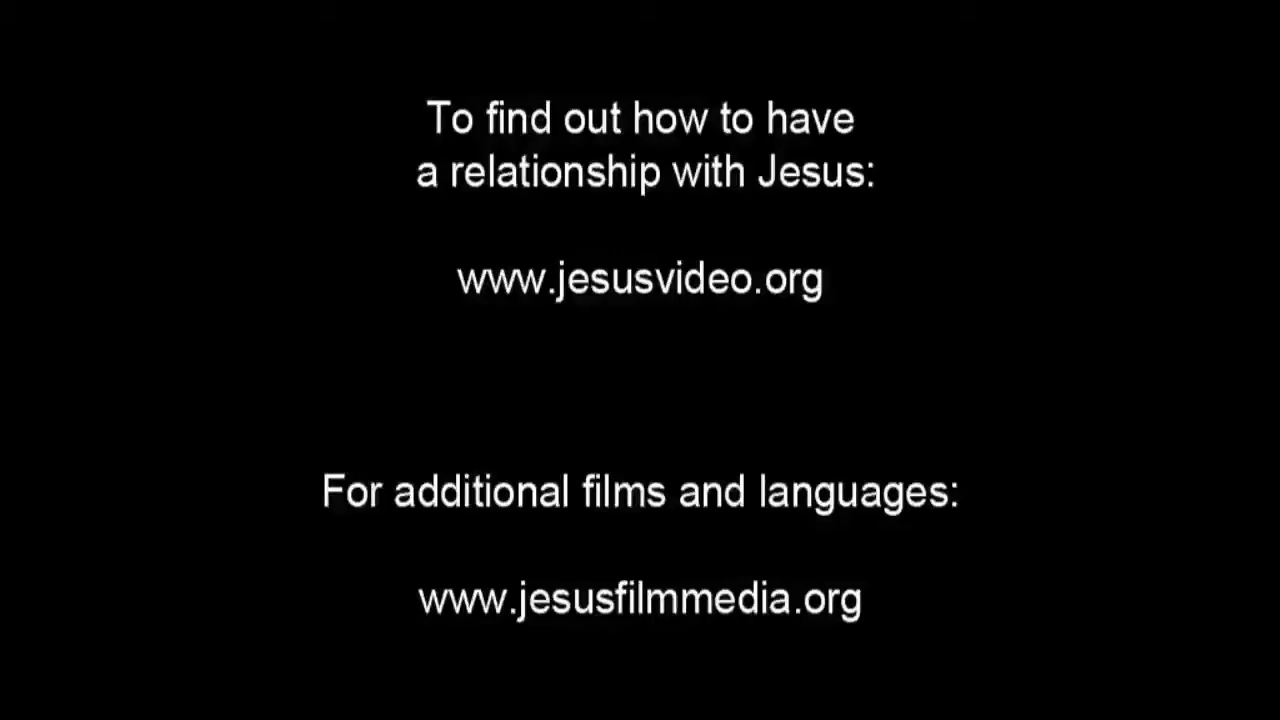 To find out how to have
a relationship with Jesus:
www.jesusvideo.org
For additional films and languages:
www.jesusfilmmedia.org